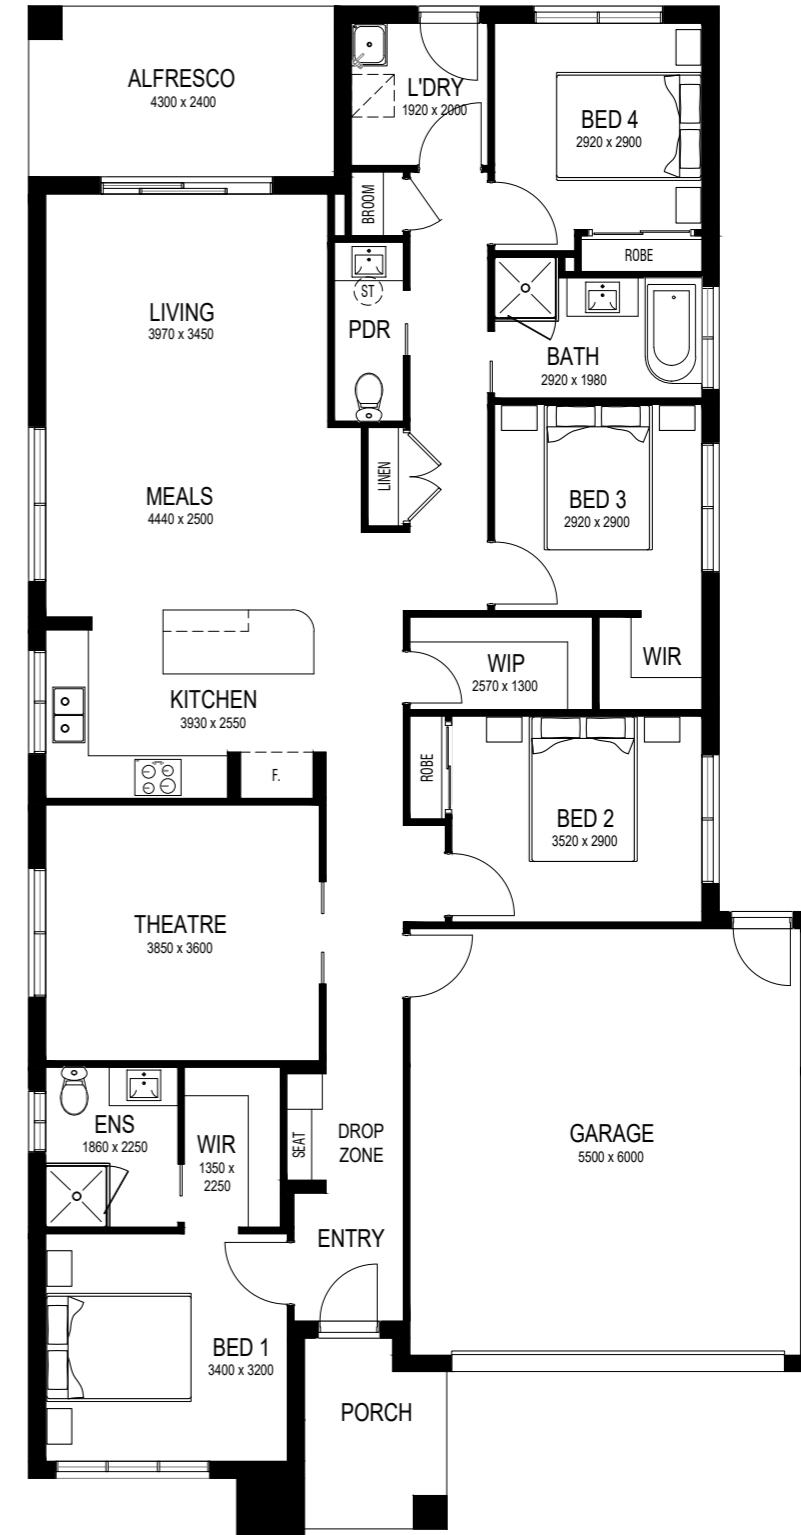 ALFRESCO
4300 x 2400
L'DRY
1920 x 2000
BED 4
2920 x 2900
BROOM
ROBE
ST
PDR
LIVING
3970 x 3450
BATH
2920 x 1980
LINEN
MEALS
4440 x 2500
BED 3
2920 x 2900
WIP
2570 x 1300
WIR
KITCHEN
3930 x 2550
F.
ROBE
BED 2
3520 x 2900
THEATRE
3850 x 3600
ENS
1860 x 2250
WIR
1350 x
2250
SEAT
DROP
ZONE
GARAGE
5500 x 6000
ENTRY
BED 1
3400 x 3200
PORCH